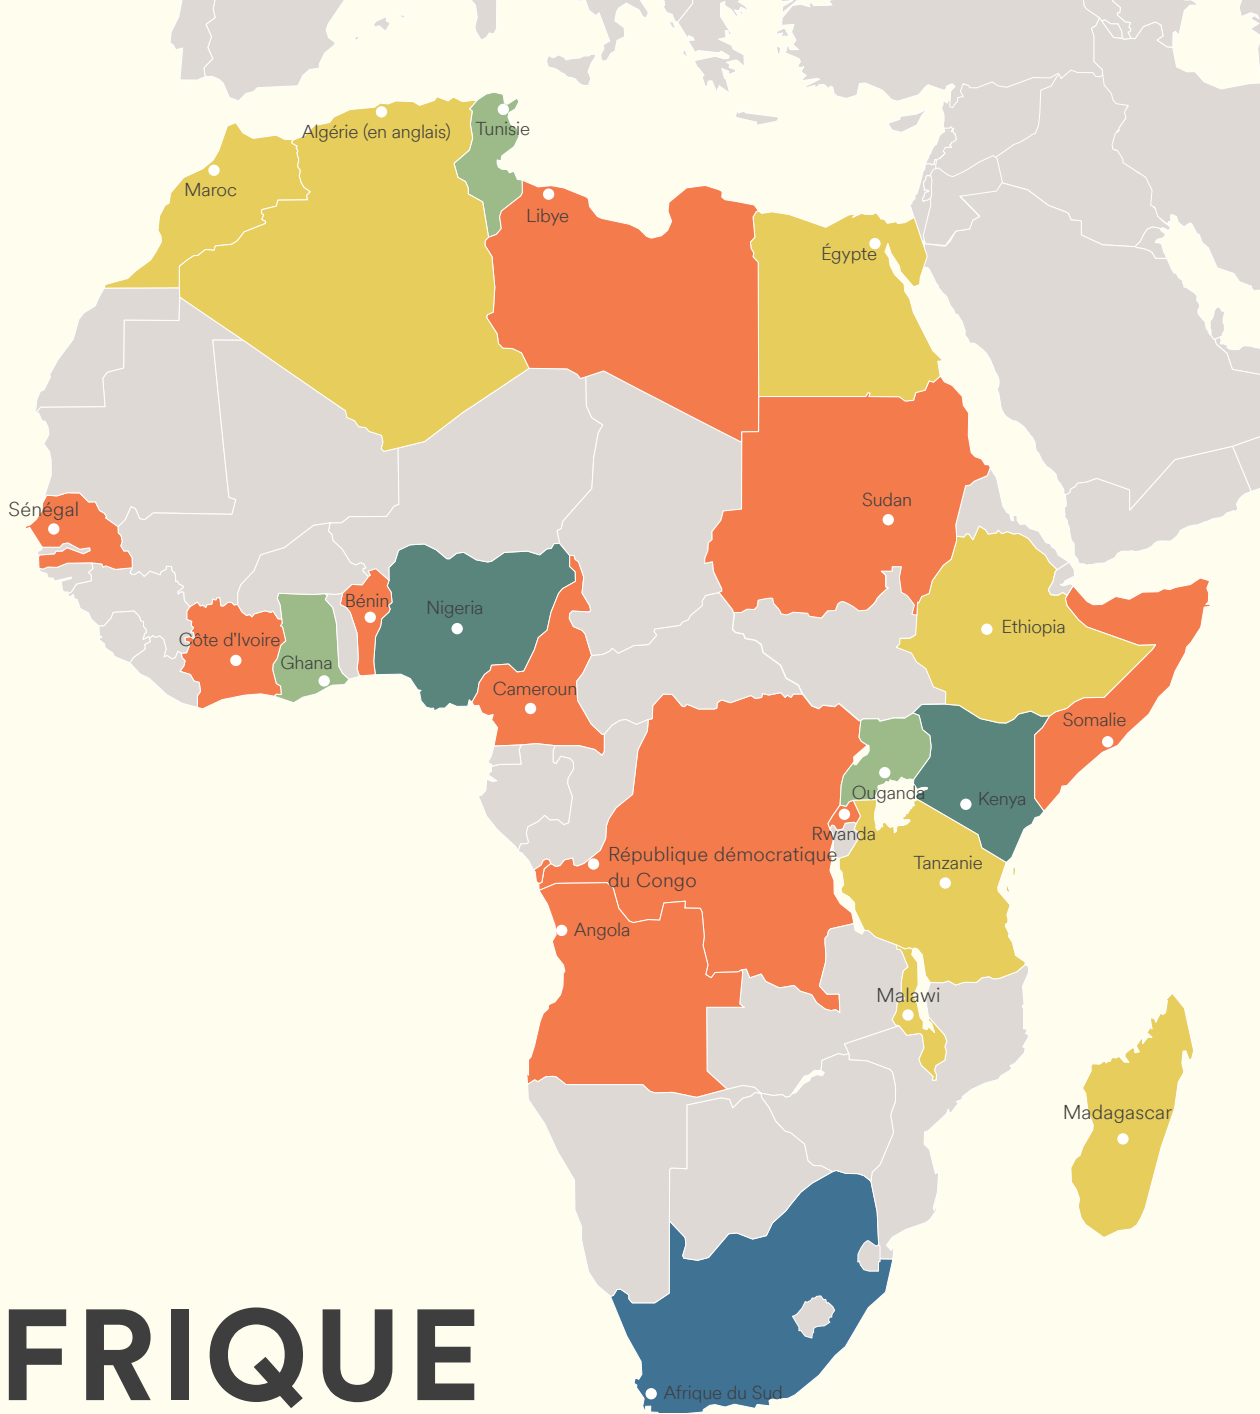 Algérie (en anglais)
Tunisie
Maroc
Libye
Égypte
Sénégal
Sudan
Bénin
Nigeria
Côte d'Ivoire
Ghana
Ethiopia
Cameroun
Somalie
Ouganda
Kenya
Rwanda
République démocratique
du Congo
Tanzanie
Angola
Malawi
Madagascar
FRIQUE
Afrique du Sud